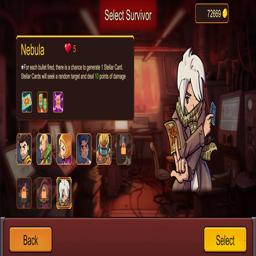 Select Survivor
72669
Nebula
5
★For each bullet fired, there is a chance to generate 1 Stellar Card.
Stellar Cards will seek a random target and deal 10 points of damage
Back
Select